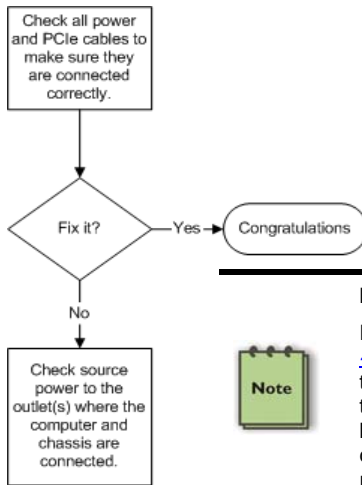 Check all power
and PCIe cables to
make sure they
are connected
correctly.
Fix it?
Yes
Congratulations
No
Note
Check source
power to the
outlet(s) where the
computer and
chassis are
connected.